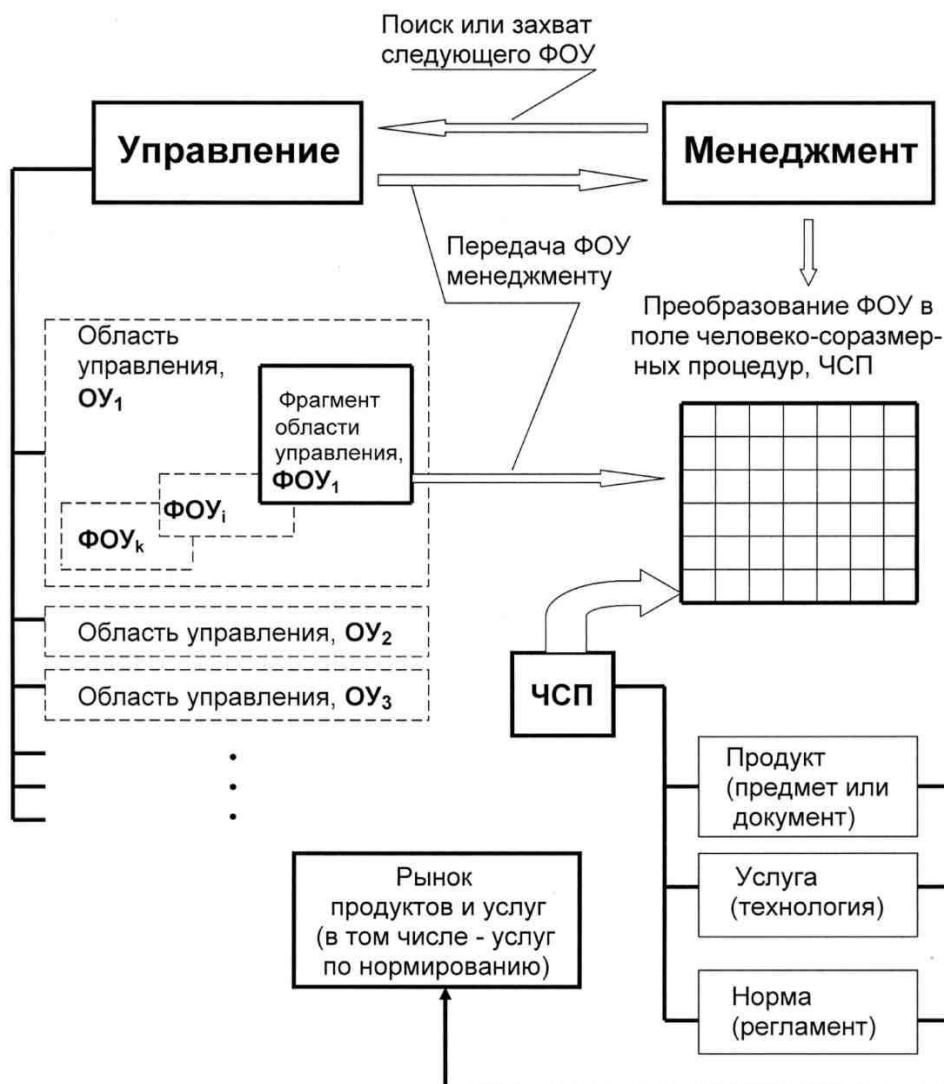 Поиск или захват
следующего ФОУ
Управление
Менеджмент
Передача ФОУ
менеджменту
Преобразование ФОУ в
поле человеко-соразмер-
ных процедур, ЧСП
Область
управления,
ОУ₁
Фрагмент
области
управления,
ФОУ₁
ФОУᵢ
ФОУₖ
Область управления, ОУ₂
Область управления, ОУ₃
ЧСП
Продукт
(предмет или
документ)
Услуга
(технология)
Норма
(регламент)
Рынок
продуктов и услуг
(в том числе - услуг
по нормированию)